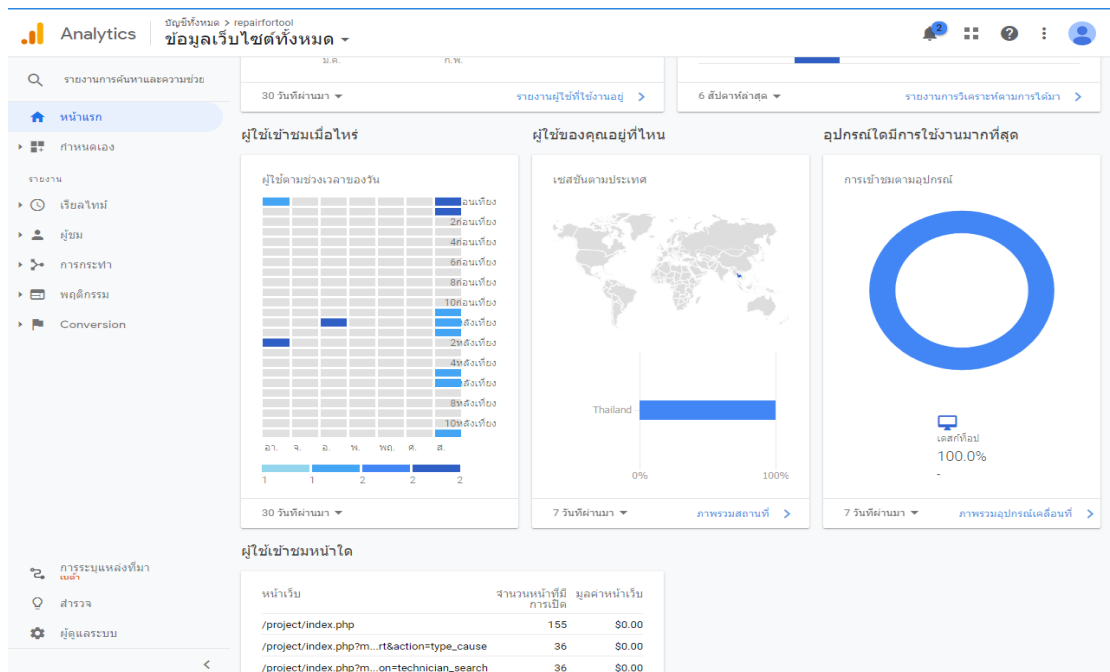 Analytics
บัญชีทั้งหมด > repairfortool
ข้อมูลเว็บไซต์ทั้งหมด
2
รายงานการค้นหาและความช่วย
หน้าแรก
กำหนดเอง
รายงาน
เรียลไทม์
ผู้ชม
การกระทำ
พฤติกรรม
Conversion
การระบุแหล่งที่มา
เบต้า
สำรวจ
ผู้ดูแลระบบ
ม.ค.
ก.พ.
30 วันที่ผ่านมา
รายงานผู้ใช้ที่ใช้งานอยู่
6 สัปดาห์ล่าสุด
รายงานการวิเคราะห์ตามการได้มา
ผู้ใช้เข้าชมเมื่อไหร่
ผู้ใช้ตามช่วงเวลาของวัน
อนเที่ยง
2ก่อนเที่ยง
4ก่อนเที่ยง
6ก่อนเที่ยง
8ก่อนเที่ยง
10ก่อนเที่ยง
หลังเที่ยง
2หลังเที่ยง
4หลังเที่ยง
หลังเที่ยง
8หลังเที่ยง
10หลังเที่ยง
อา. จ. อ. พ. พฤ. ศ. ส.
1 1 2 2 2
30 วันที่ผ่านมา
ผู้ใช้ของคุณอยู่ที่ไหน
เซสชันตามประเทศ
Thailand
0% 100%
7 วันที่ผ่านมา
ภาพรวมสถานที่
อุปกรณ์ใดมีการใช้งานมากที่สุด
การเข้าชมตามอุปกรณ์
เดสก์ท็อป
100.0%
-
7 วันที่ผ่านมา
ภาพรวมอุปกรณ์เคลื่อนที่
ผู้ใช้เข้าชมหน้าใด
หน้าเว็บ จำนวนหน้าที่มีการเปิด มูลค่าหน้าเว็บ
/project/index.php 155 $0.00
/project/index.php?m...rt&action=type_cause 36 $0.00
/project/index.php?m...on=technician_search 36 $0.00